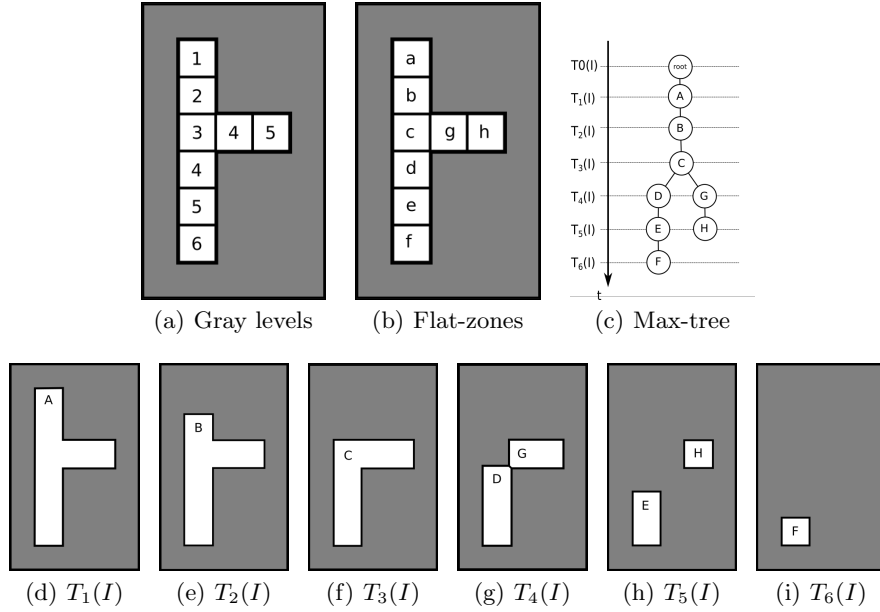 1
2
3 4 5
4
5
6
(a) Gray levels
a
b
c g h
d
e
f
(b) Flat-zones
T0(I) root
T1(I) A
T2(I) B
T3(I) C
T4(I) D G
T5(I) E H
T6(I) F
t
(c) Max-tree
A
(d) T1(I)
B
(e) T2(I)
C
(f) T3(I)
G
D
(g) T4(I)
H
E
(h) T5(I)
F
(i) T6(I)